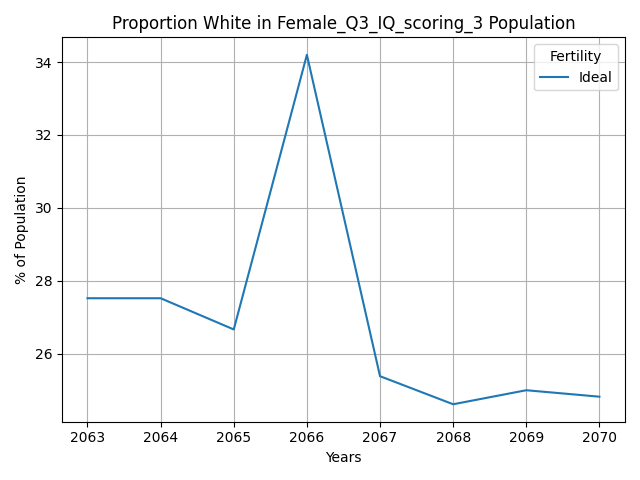 Proportion White in Female_Q3_IQ_scoring_3 Population
Fertility
Ideal
% of Population
34
32
30
28
26
2063 2064 2065 2066 2067 2068 2069 2070
Years